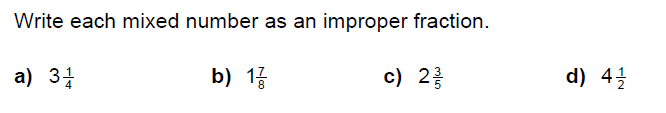 Write each mixed number as an improper fraction.
a) 3 1/4 b) 1 7/8 c) 2 3/5 d) 4 1/2